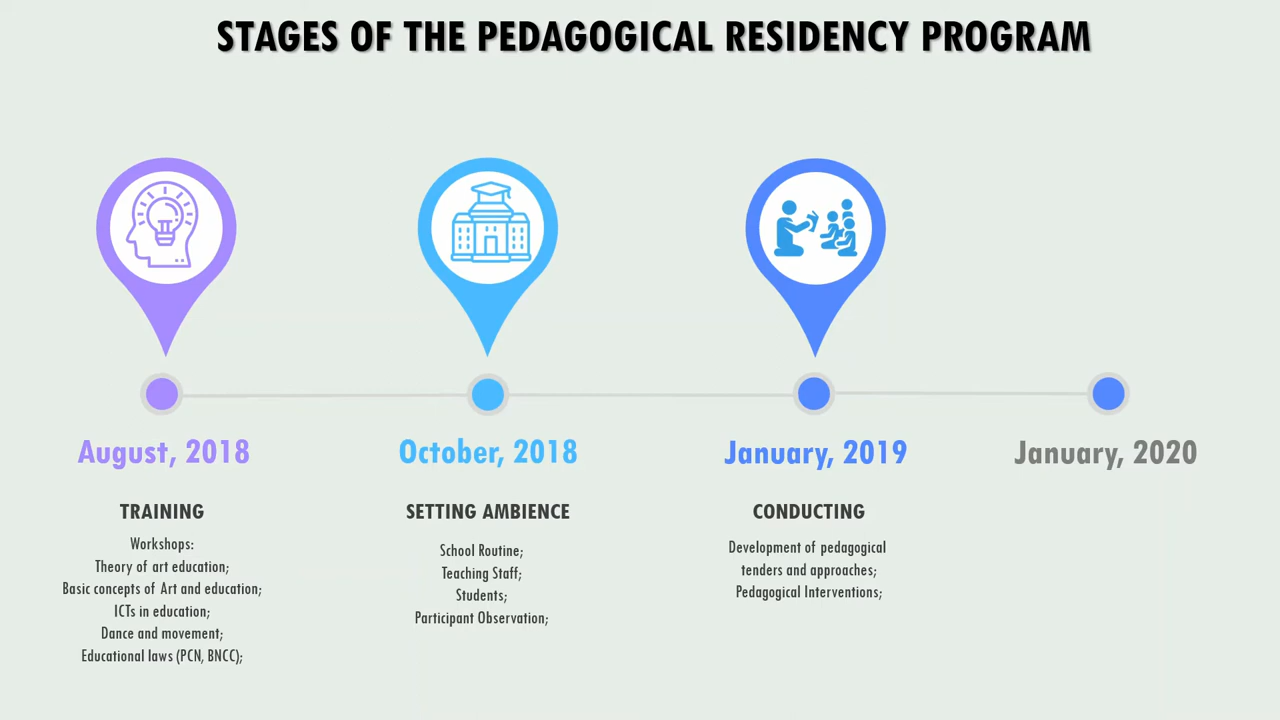 STAGES OF THE PEDAGOGICAL RESIDENCY PROGRAM
August, 2018
TRAINING
Workshops:
Theory of art education;
Basic concepts of Art and education;
ICTs in education;
Dance and movement;
Educational laws (PCN, BNCC);
October, 2018
SETTING AMBIENCE
School Routine;
Teaching Staff;
Students;
Participant Observation;
January, 2019
CONDUCTING
Development of pedagogical
tenders and approaches;
Pedagogical Interventions;
January, 2020